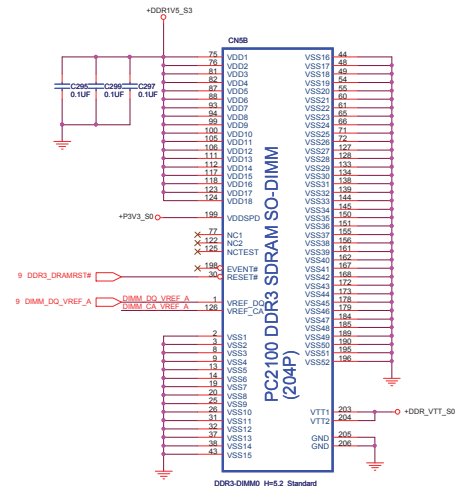 +DDR1V5_S3
CN5B
C295 C299 C297
0.1UF 0.1UF 0.1UF
75 VDD1 VSS16 44
76 VDD2 VSS17 48
81 VDD3 VSS18 49
82 VDD4 VSS19 54
87 VDD5 VSS20 55
88 VDD6 VSS21 60
93 VDD7 VSS22 61
94 VDD8 VSS23 65
99 VDD9 VSS24 66
100 VDD10 VSS25 71
105 VDD11 VSS26 72
106 VDD12 VSS27 127
111 VDD13 VSS28 128
112 VDD14 VSS29 133
117 VDD15 VSS30 134
118 VDD16 VSS31 138
123 VDD17 VSS32 139
124 VDD18 VSS33 144
VSS34 145
+P3V3_S0 199 VDDSPD VSS35 150
VSS36 151
77 NC1 VSS37 155
122 NC2 VSS38 156
125 NCTEST VSS39 161
VSS40 162
198 EVENT# VSS41 167
9 DDR3_DRAMRST# 30 RESET# VSS42 168
VSS43 172
VSS44 173
9 DIMM_DQ_VREF_A DIMM_DQ_VREF_A 1 VREF_DQ VSS45 178
DIMM_CA_VREF_A 126 VREF_CA VSS46 179
VSS47 184
VSS48 185
2 VSS1 VSS49 189
3 VSS2 VSS50 190
8 VSS3 VSS51 195
9 VSS4 VSS52 196
13 VSS5
14 VSS6
19 VSS7
20 VSS8
25 VSS9
26 VSS10 VTT1 203 +DDR_VTT_S0
31 VSS11 VTT2 204
32 VSS12
37 VSS13 GND 205
38 VSS14 GND 206
43 VSS15
PC2100 DDR3 SDRAM SO-DIMM
(204P)
DDR3-DIMM0_H=5.2_Standard